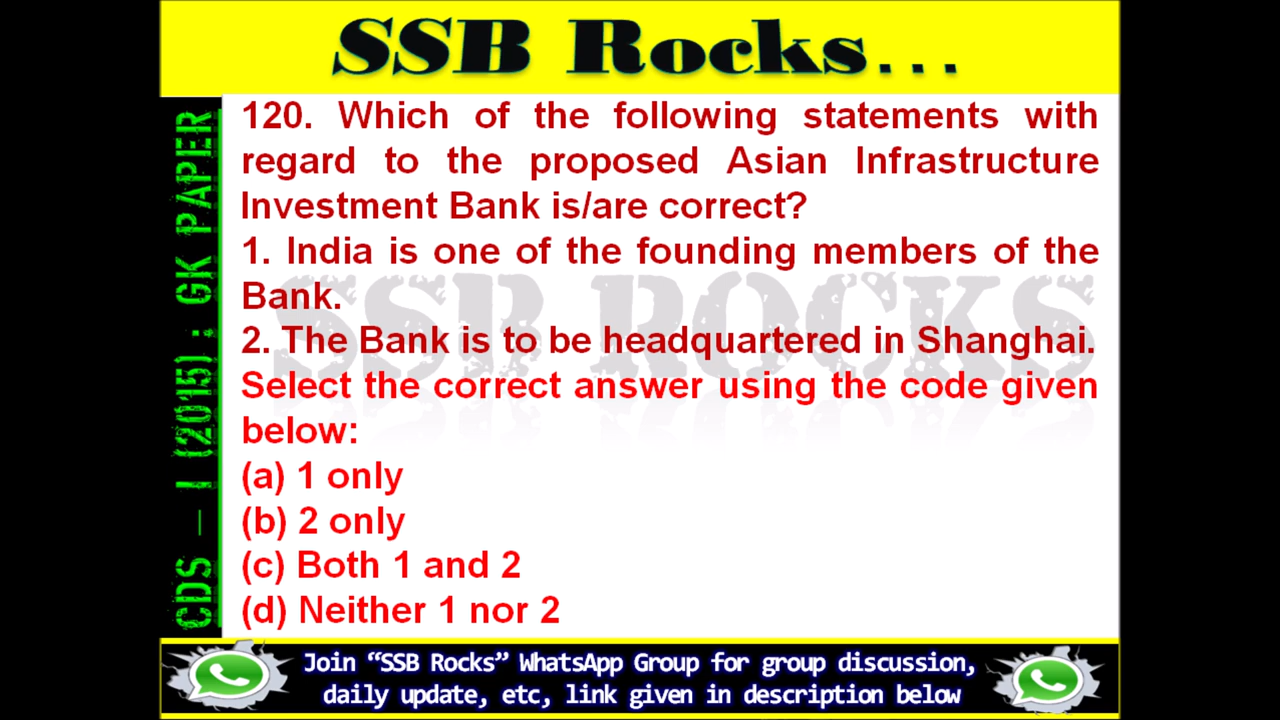 SSB Rocks...
CDS – I (2015) : GK PAPER
120. Which of the following statements with
regard to the proposed Asian Infrastructure
Investment Bank is/are correct?
1. India is one of the founding members of the
Bank.
2. The Bank is to be headquartered in Shanghai.
Select the correct answer using the code given
below:
(a) 1 only
(b) 2 only
(c) Both 1 and 2
(d) Neither 1 nor 2
SSB ROCKS
Join “SSB Rocks” WhatsApp Group for group discussion,
daily update, etc, link given in description below